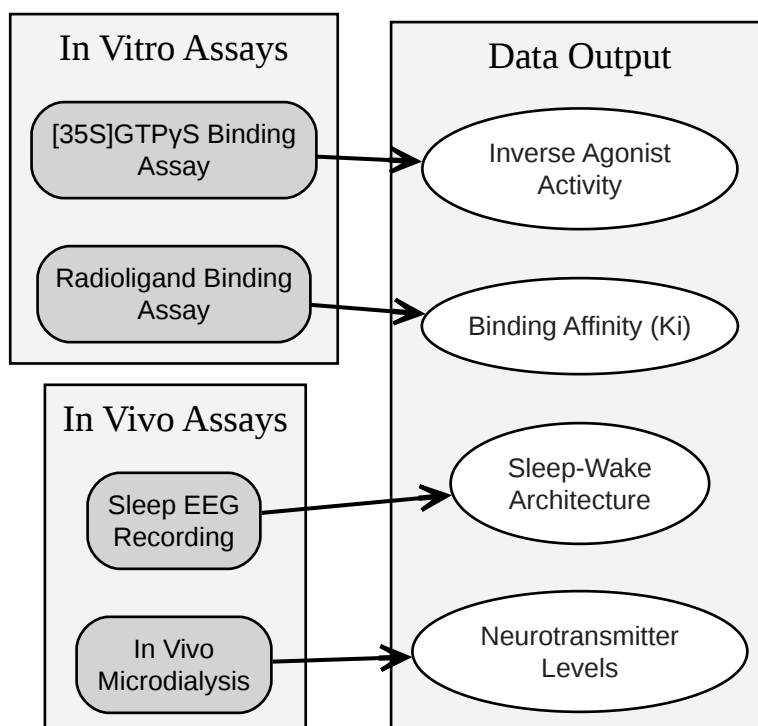 In Vitro Assays
[35S]GTPγS Binding
Assay
Radioligand Binding
Assay
In Vivo Assays
Sleep EEG
Recording
In Vivo
Microdialysis
Data Output
Inverse Agonist
Activity
Binding Affinity (Ki)
Sleep-Wake
Architecture
Neurotransmitter
Levels